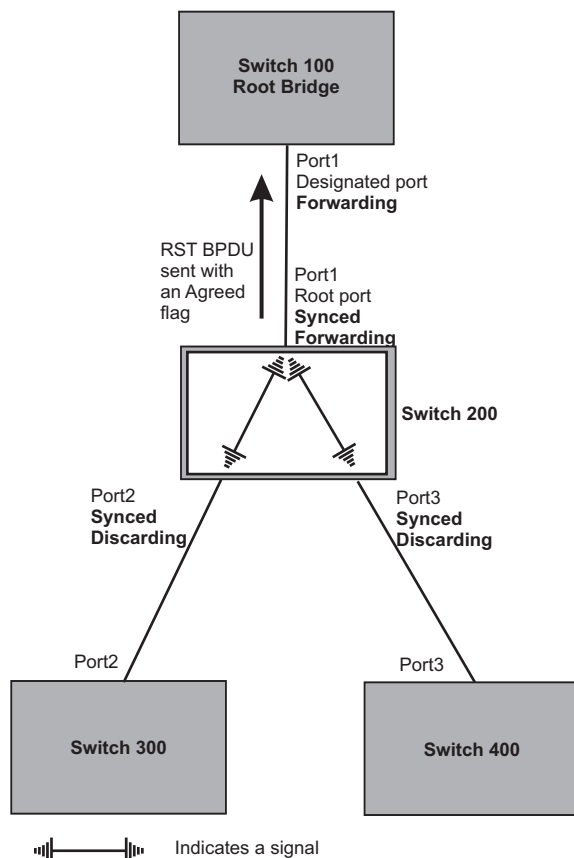 Switch 100
Root Bridge
Port1
Designated port
Forwarding
RST BPDU
sent with
an Agreed
flag
Port1
Root port
Synced
Forwarding
Switch 200
Port2
Synced
Discarding
Port3
Synced
Discarding
Port2
Port3
Switch 300
Switch 400
Indicates a signal